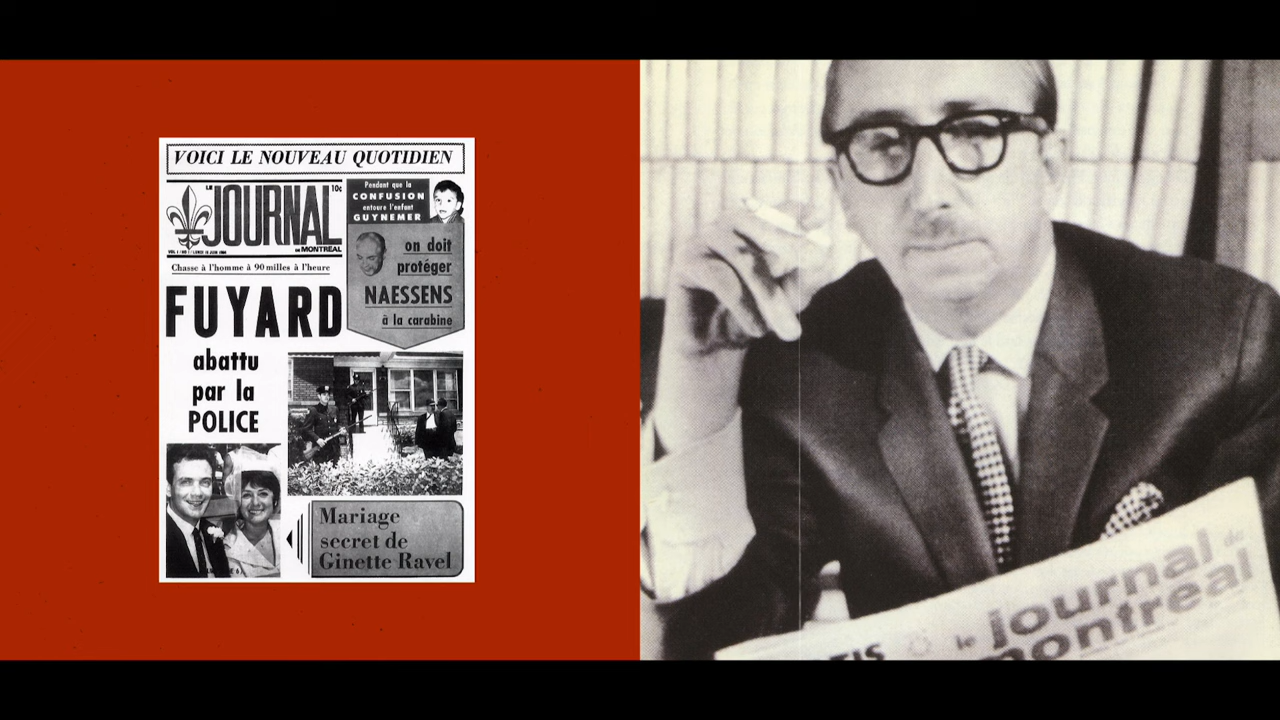 VOICI LE NOUVEAU QUOTIDIEN
LE JOURNAL 10c
DE MONTRÉAL
Pendant que la
CONFUSION
entoure l'enfant
GUYNEMER
on doit
protéger
NAESSENS
à la carabine
Chasse à l'homme à 90 milles à l'heure
FUYARD
abattu
par la
POLICE
Mariage
secret de
Ginette Ravel
le journal de
montréal